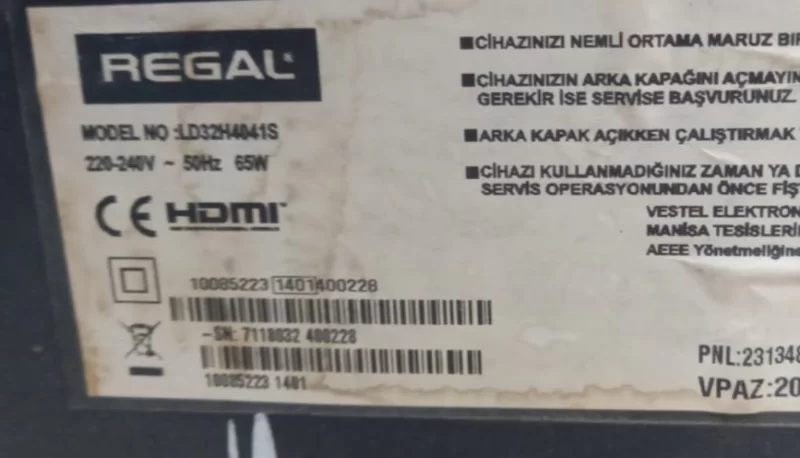 REGAL
MODEL NO :LD32H4041S
220-240V ~ 50Hz 65W
CE HDMI
10085223 1401400228
-SN: 7118032 400228
10085223 1401
■CİHAZINIZI NEMLİ ORTAMA MARUZ BIR
■CİHAZINIZIN ARKA KAPAĞINI AÇMAYIN
GEREKİR İSE SERVİSE BAŞVURUNUZ.
■ARKA KAPAK AÇIKKEN ÇALIŞTIRMAK
■CİHAZI KULLANMADIĞINIZ ZAMAN YA D
SERVİS OPERASYONUNDAN ÖNCE FİŞT
VESTEL ELEKTRON
MANİSA TESİSLERİ
AEEE Yönetmeliğine
PNL:231348
VPAZ:20